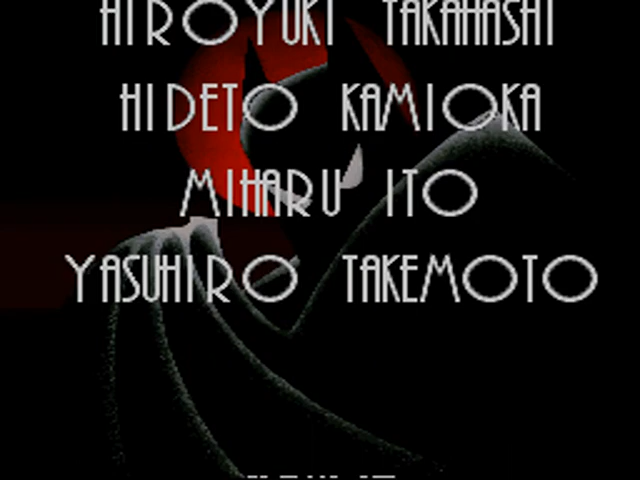 HIROYUKI TAKAHASHI
HIDETO KAMIOKA
MIHARU ITO
YASUHIRO TAKEMOTO